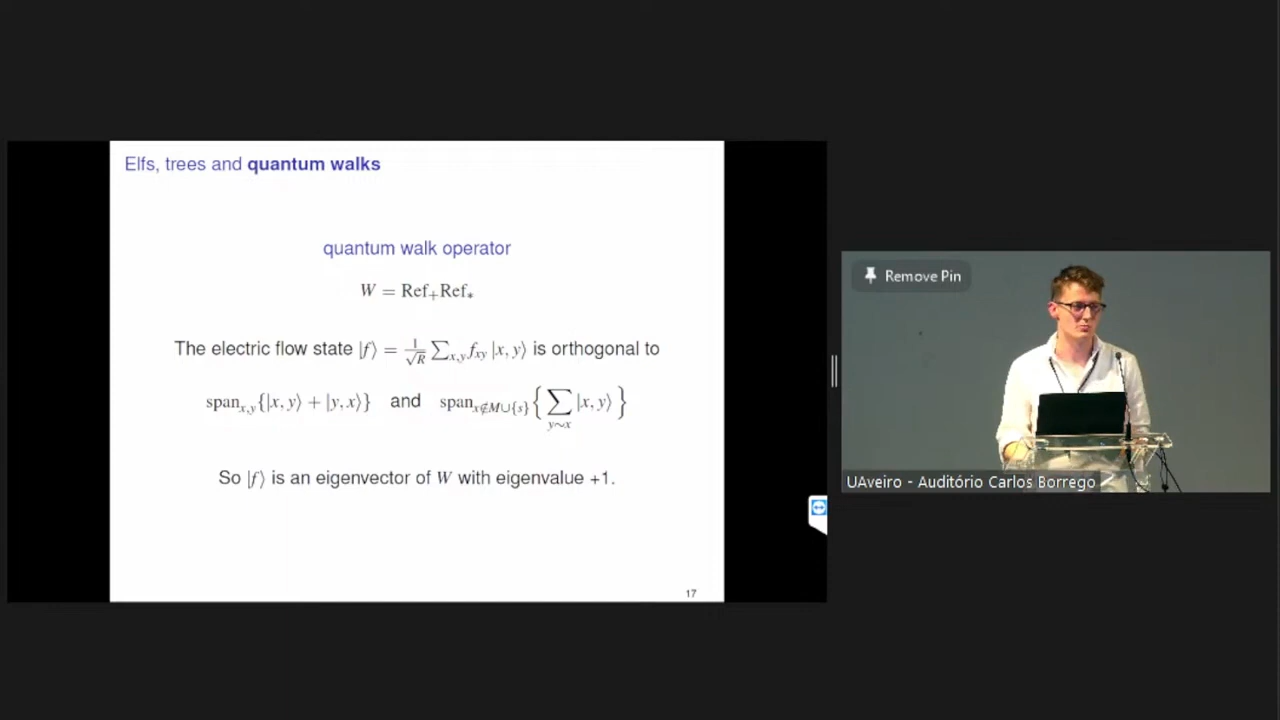 Elfs, trees and quantum walks
quantum walk operator
W = Ref₊Ref∗
The electric flow state |f⟩ = 1/√R ∑x,y fxy |x, y⟩ is orthogonal to
spanx,y{|x, y⟩ + |y, x⟩} and spanx∉M∪{s}{ ∑y∼x |x, y⟩ }
So |f⟩ is an eigenvector of W with eigenvalue +1.
17
Remove Pin
UAveiro - Auditório Carlos Borrego